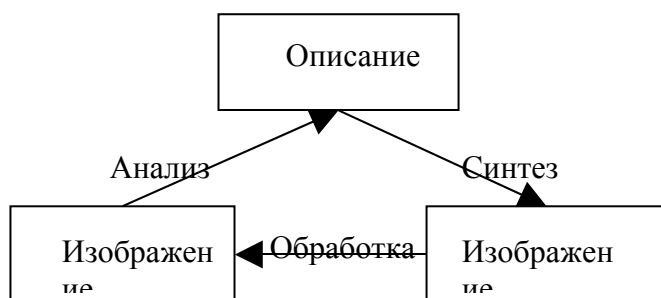 Описание
Анализ
Синтез
Изображен
ие
Обработка
Изображен
ие